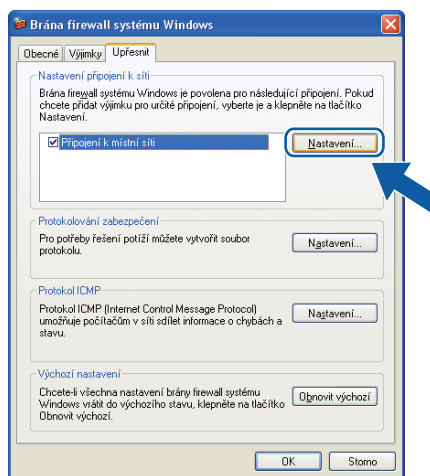 Brána firewall systému Windows
Obecné Výjimky Upřesnit
Nastavení připojení k síti
Brána firewall systému Windows je povolena pro následující připojení. Pokud
chcete přidat výjimku pro určité připojení, vyberte je a klepněte na tlačítko
Nastavení.
Připojení k místní síti
Nastavení...
Protokolování zabezpečení
Pro potřeby řešení potíží můžete vytvořit soubor
protokolu.
Nastavení...
Protokol ICMP
Protokol ICMP (Internet Control Message Protocol)
umožňuje počítačům v síti sdílet informace o chybách a
stavu.
Nastavení...
Výchozí nastavení
Chcete-li všechna nastavení brány firewall systému
Windows vrátit do výchozího stavu, klepněte na tlačítko
Obnovit výchozí.
Obnovit výchozí
OK Storno